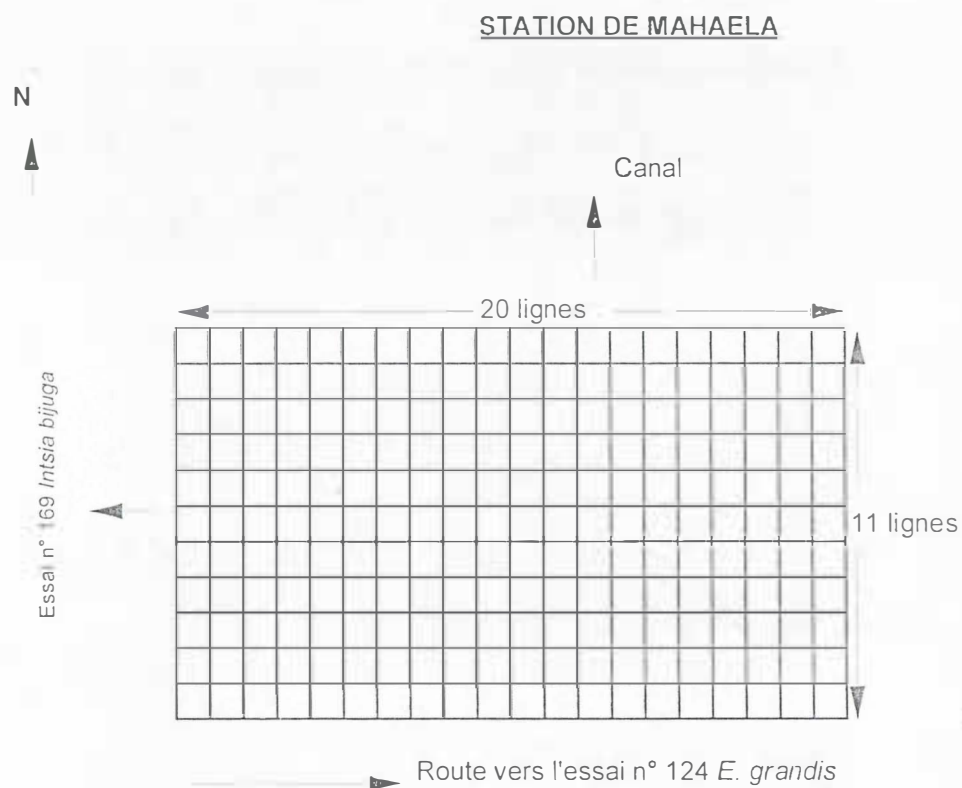 STATION DE MAHAELA
N
Canal
20 lignes
Essai n° 169 Intsia bijuga
11 lignes
Route vers l'essai n° 124 E. grandis